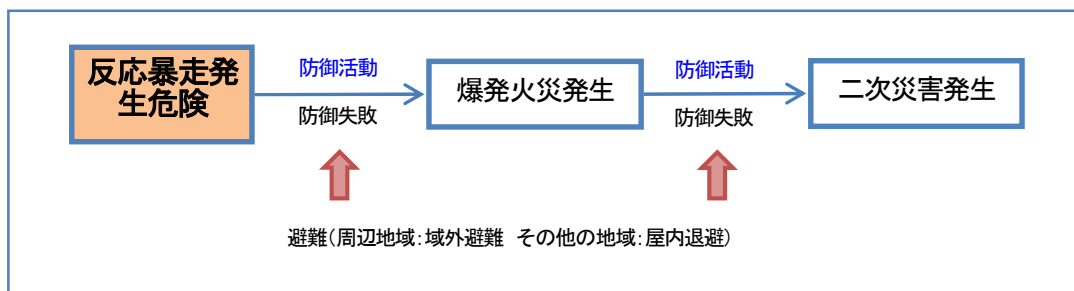 反応暴走発
生危険
防御活動
防御失敗
爆発火災発生
防御活動
防御失敗
二次災害発生
避難(周辺地域:域外避難 その他の地域:屋内退避)